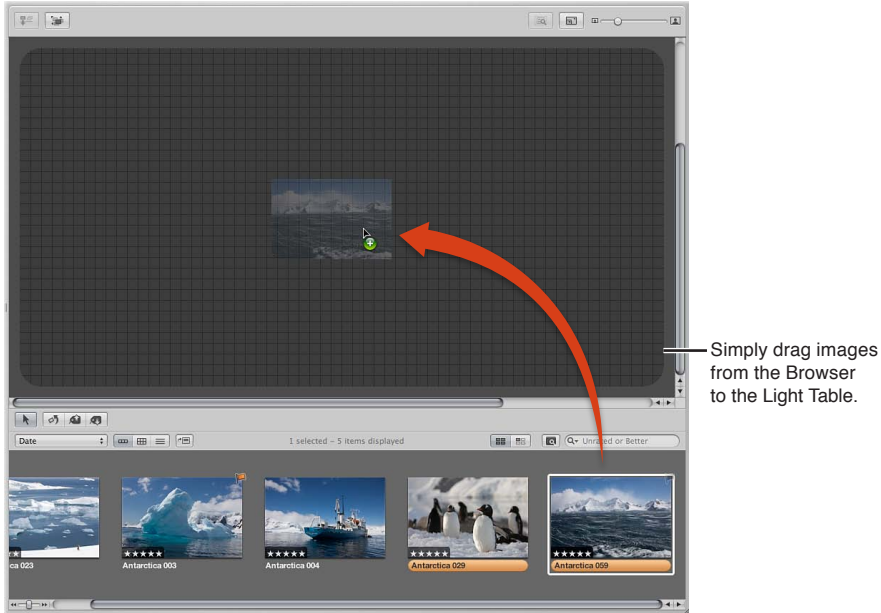 Simply drag images
from the Browser
to the Light Table.
Date
1 selected – 5 items displayed
Unrated or Better
ca 023
Antarctica 003
Antarctica 004
Antarctica 029
Antarctica 059